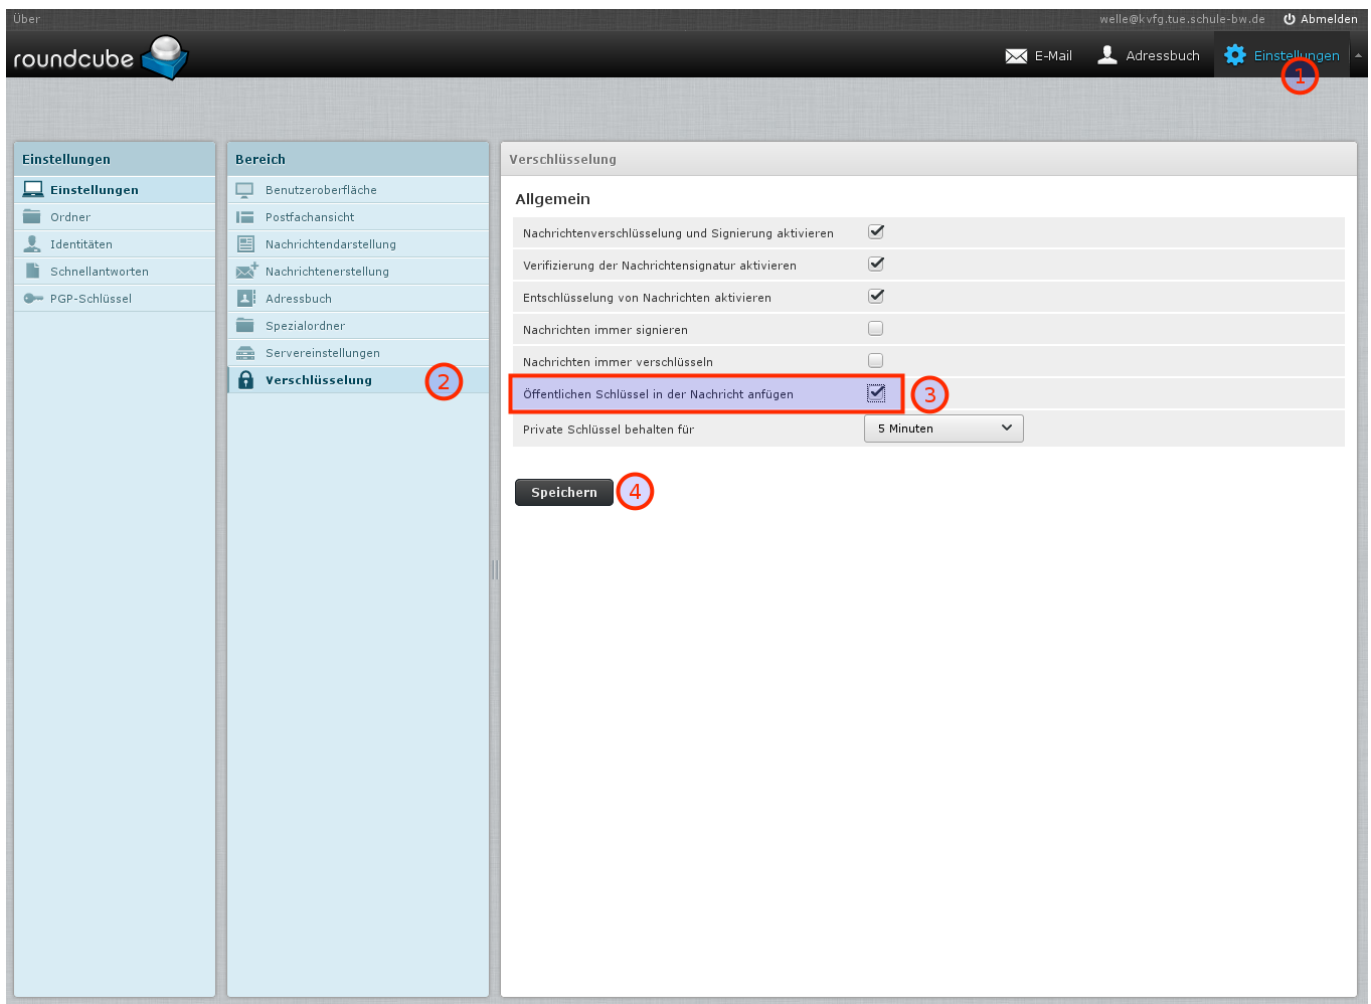 Über
welle@kvfg.tue.schule-bw.de Abmelden
roundcube
E-Mail Adressbuch Einstellungen
1
Einstellungen
Einstellungen
Ordner
Identitäten
Schnellantworten
PGP-Schlüssel
Bereich
Benutzeroberfläche
Postfachansicht
Nachrichtendarstellung
Nachrichtenerstellung
Adressbuch
Spezialordner
Servereinstellungen
Verschlüsselung 2
Verschlüsselung
Allgemein
Nachrichtenverschlüsselung und Signierung aktivieren
Verifizierung der Nachrichtensignatur aktivieren
Entschlüsselung von Nachrichten aktivieren
Nachrichten immer signieren
Nachrichten immer verschlüsseln
Öffentlichen Schlüssel in der Nachricht anfügen 3
Private Schlüssel behalten für 5 Minuten
Speichern 4